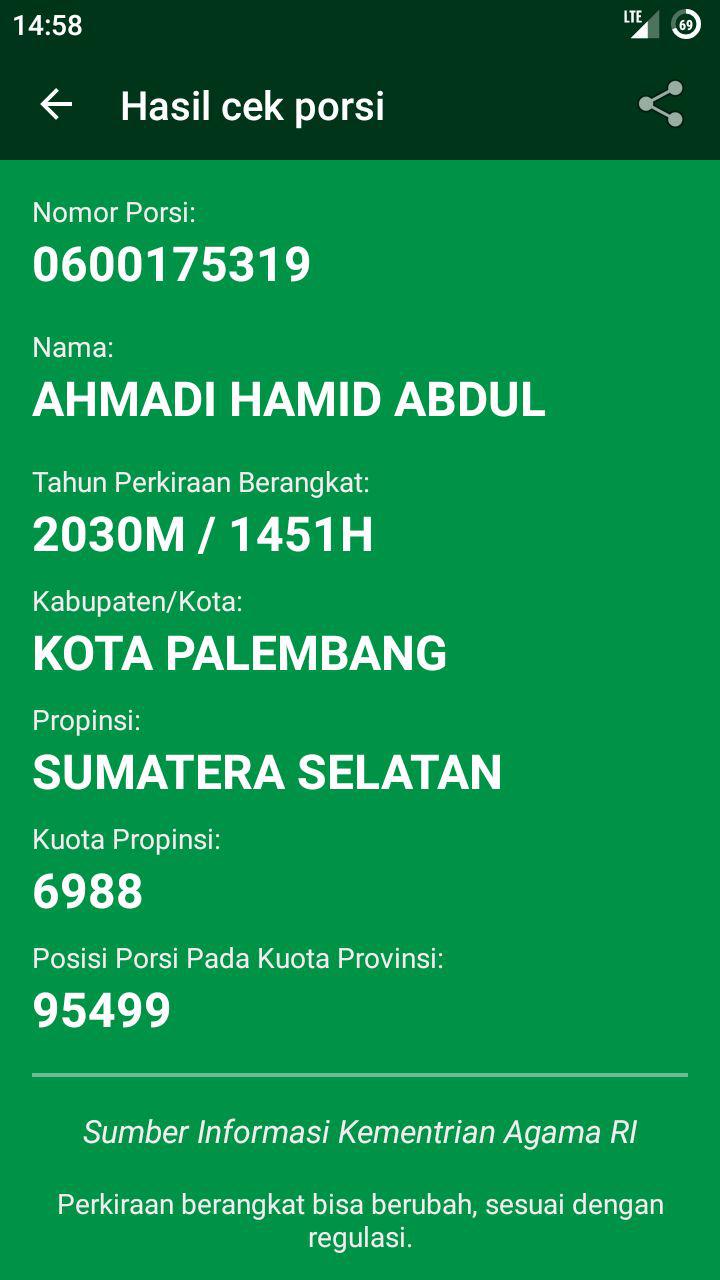 14:58
LTE
69
Hasil cek porsi
Nomor Porsi:
0600175319
Nama:
AHMADI HAMID ABDUL
Tahun Perkiraan Berangkat:
2030M / 1451H
Kabupaten/Kota:
KOTA PALEMBANG
Propinsi:
SUMATERA SELATAN
Kuota Propinsi:
6988
Posisi Porsi Pada Kuota Provinsi:
95499
Sumber Informasi Kementrian Agama RI
Perkiraan berangkat bisa berubah, sesuai dengan
regulasi.